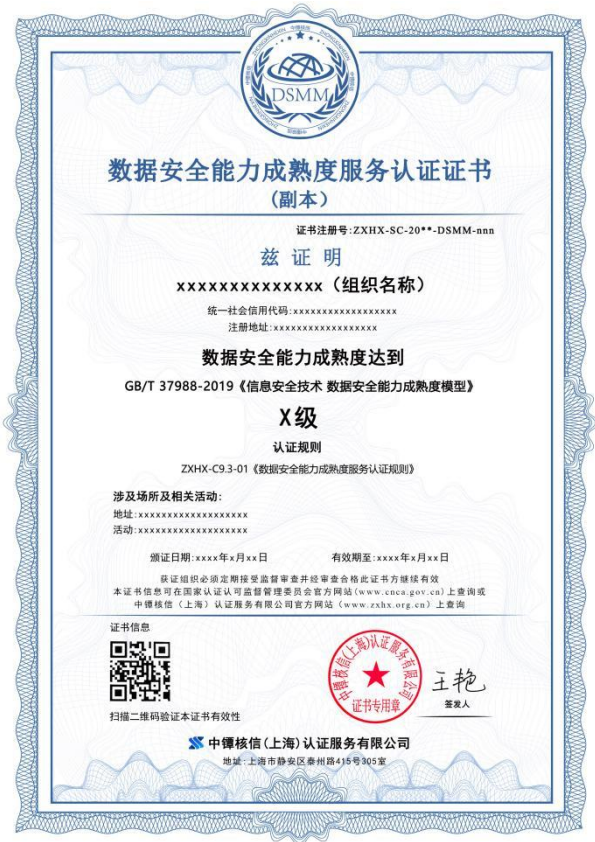 DSMM
数据安全能力成熟度服务认证证书
(副本)
证书注册号:ZXHX-SC-20**-DSMM-nnn
兹 证 明
xxxxxxxxxxxxxx（组织名称）
统一社会信用代码:xxxxxxxxxxxxxxxxxx
注册地址:xxxxxxxxxxxxxxxxxx
数据安全能力成熟度达到
GB/T 37988-2019《信息安全技术 数据安全能力成熟度模型》
X级
认证规则
ZXHX-C9.3-01《数据安全能力成熟度服务认证规则》
涉及场所及相关活动:
地址:xxxxxxxxxxxxxxxxxxx
活动:xxxxxxxxxxxxxxxxxxx
颁证日期:xxxx年x月xx日 有效期至:xxxx年x月xx日
获证组织必须定期接受监督审查并经审查合格此证书方继续有效
本证书信息可在国家认证认可监督管理委员会官方网站(www.cnca.gov.cn)上查询或
中镡核信（上海）认证服务有限公司官方网站（www.zxhx.org.cn）上查询
证书信息
扫描二维码验证本证书有效性
中镡核信(上海)认证服务有限公司
证书专用章
王艳
签发人
中镡核信(上海)认证服务有限公司
地址:上海市静安区泰州路415号305室